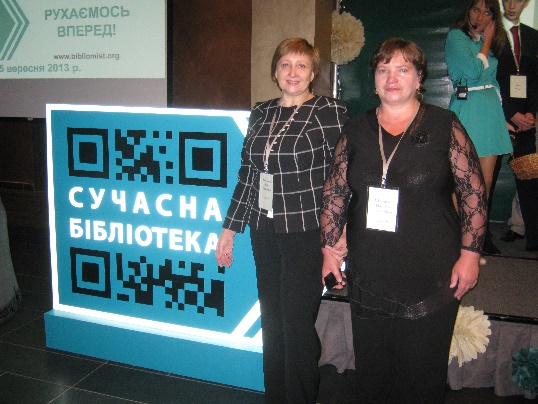 РУХАЄМОСЬ
ВПЕРЕД!
www.bibliomist.org
5 вересня 2013 р.
СУЧАСНА
БІБЛІОТЕКА